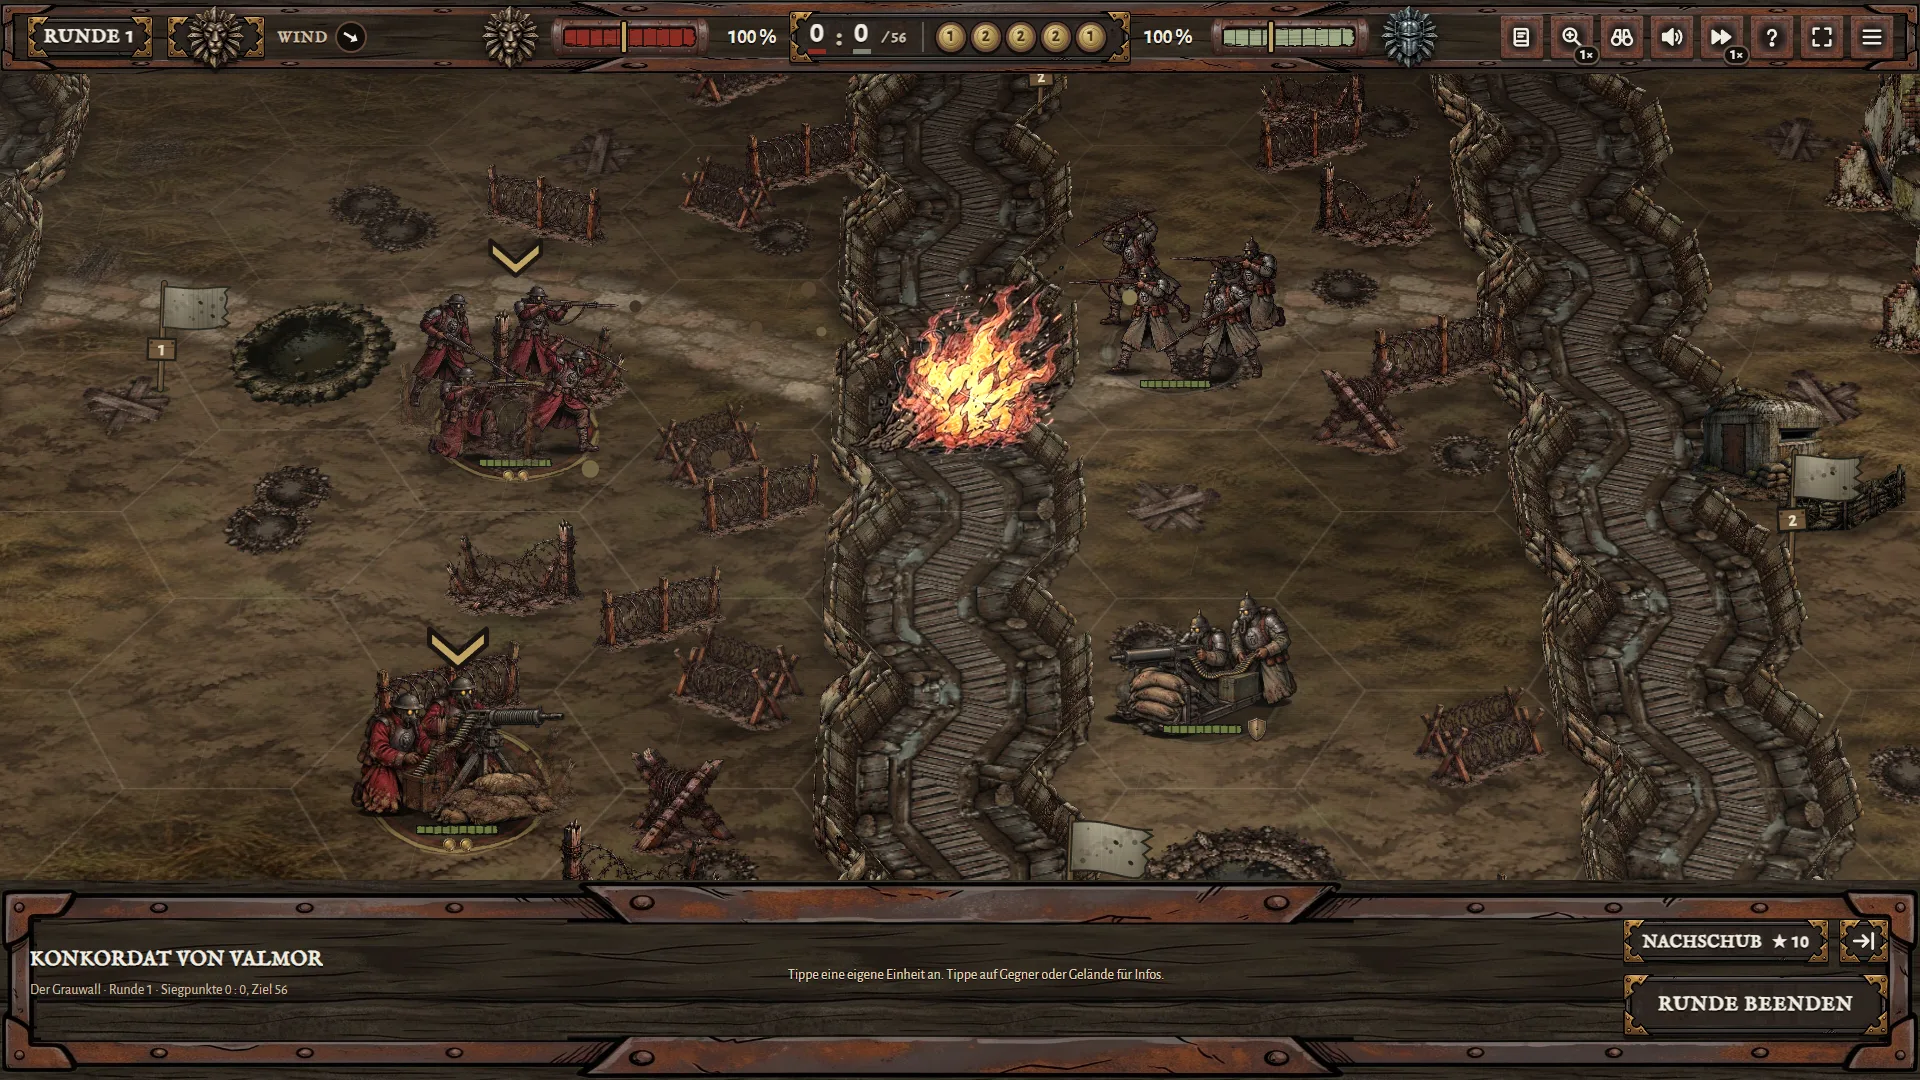 RUNDE 1
WIND
100 %
0 : 0 / 56
1 2 2 2 1
100 %
1×
1×
?
2
1
2
KONKORDAT VON VALMOR
Der Grauwall · Runde 1 · Siegpunkte 0 : 0, Ziel 56
Tippe eine eigene Einheit an. Tippe auf Gegner oder Gelände für Infos.
NACHSCHUB ★ 10
RUNDE BEENDEN